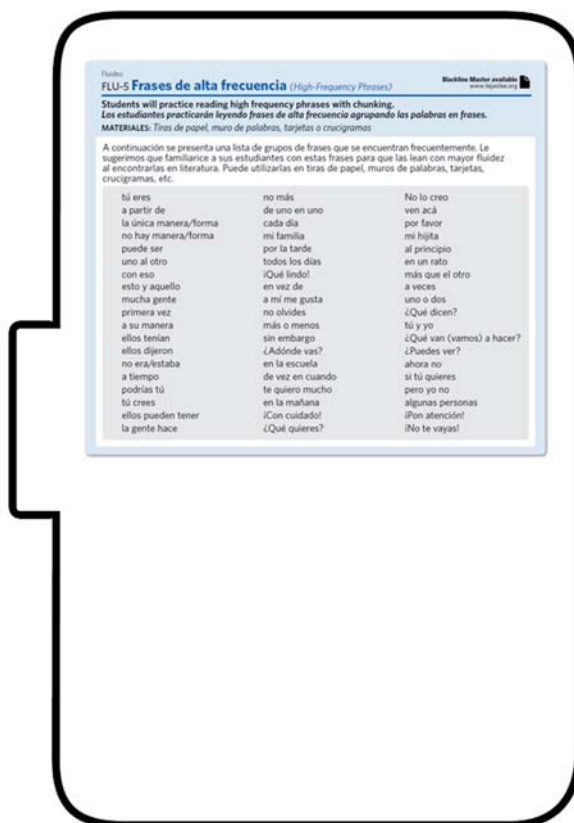 Fluidez
FLU-5 Frases de alta frecuencia (High-Frequency Phrases)
Blackline Master available
www.tejaslee.org
Students will practice reading high frequency phrases with chunking.
Los estudiantes practicarán leyendo frases de alta frecuencia agrupando las palabras en frases.
MATERIALES: Tiras de papel, muro de palabras, tarjetas o crucigramas
A continuación se presenta una lista de grupos de frases que se encuentran frecuentemente. Le
sugerimos que familiarice a sus estudiantes con estas frases para que las lean con mayor fluidez
al encontrarlas en literatura. Puede utilizarlas en tiras de papel, muros de palabras, tarjetas,
crucigramas, etc.
tú eres
a partir de
la única manera/forma
no hay manera/forma
puede ser
uno al otro
con eso
esto y aquello
mucha gente
primera vez
a su manera
ellos tenían
ellos dijeron
no era/estaba
a tiempo
podrías tú
tú crees
ellos pueden tener
la gente hace
no más
de uno en uno
cada día
mi familia
por la tarde
todos los días
¡Qué lindo!
en vez de
a mí me gusta
no olvides
más o menos
sin embargo
¿Adónde vas?
en la escuela
de vez en cuando
te quiero mucho
en la mañana
¡Con cuidado!
¿Qué quieres?
No lo creo
ven acá
por favor
mi hijita
al principio
en un rato
más que el otro
a veces
uno o dos
¿Qué dicen?
tú y yo
¿Qué van (vamos) a hacer?
¿Puedes ver?
ahora no
si tú quieres
pero yo no
algunas personas
¡Pon atención!
¡No te vayas!